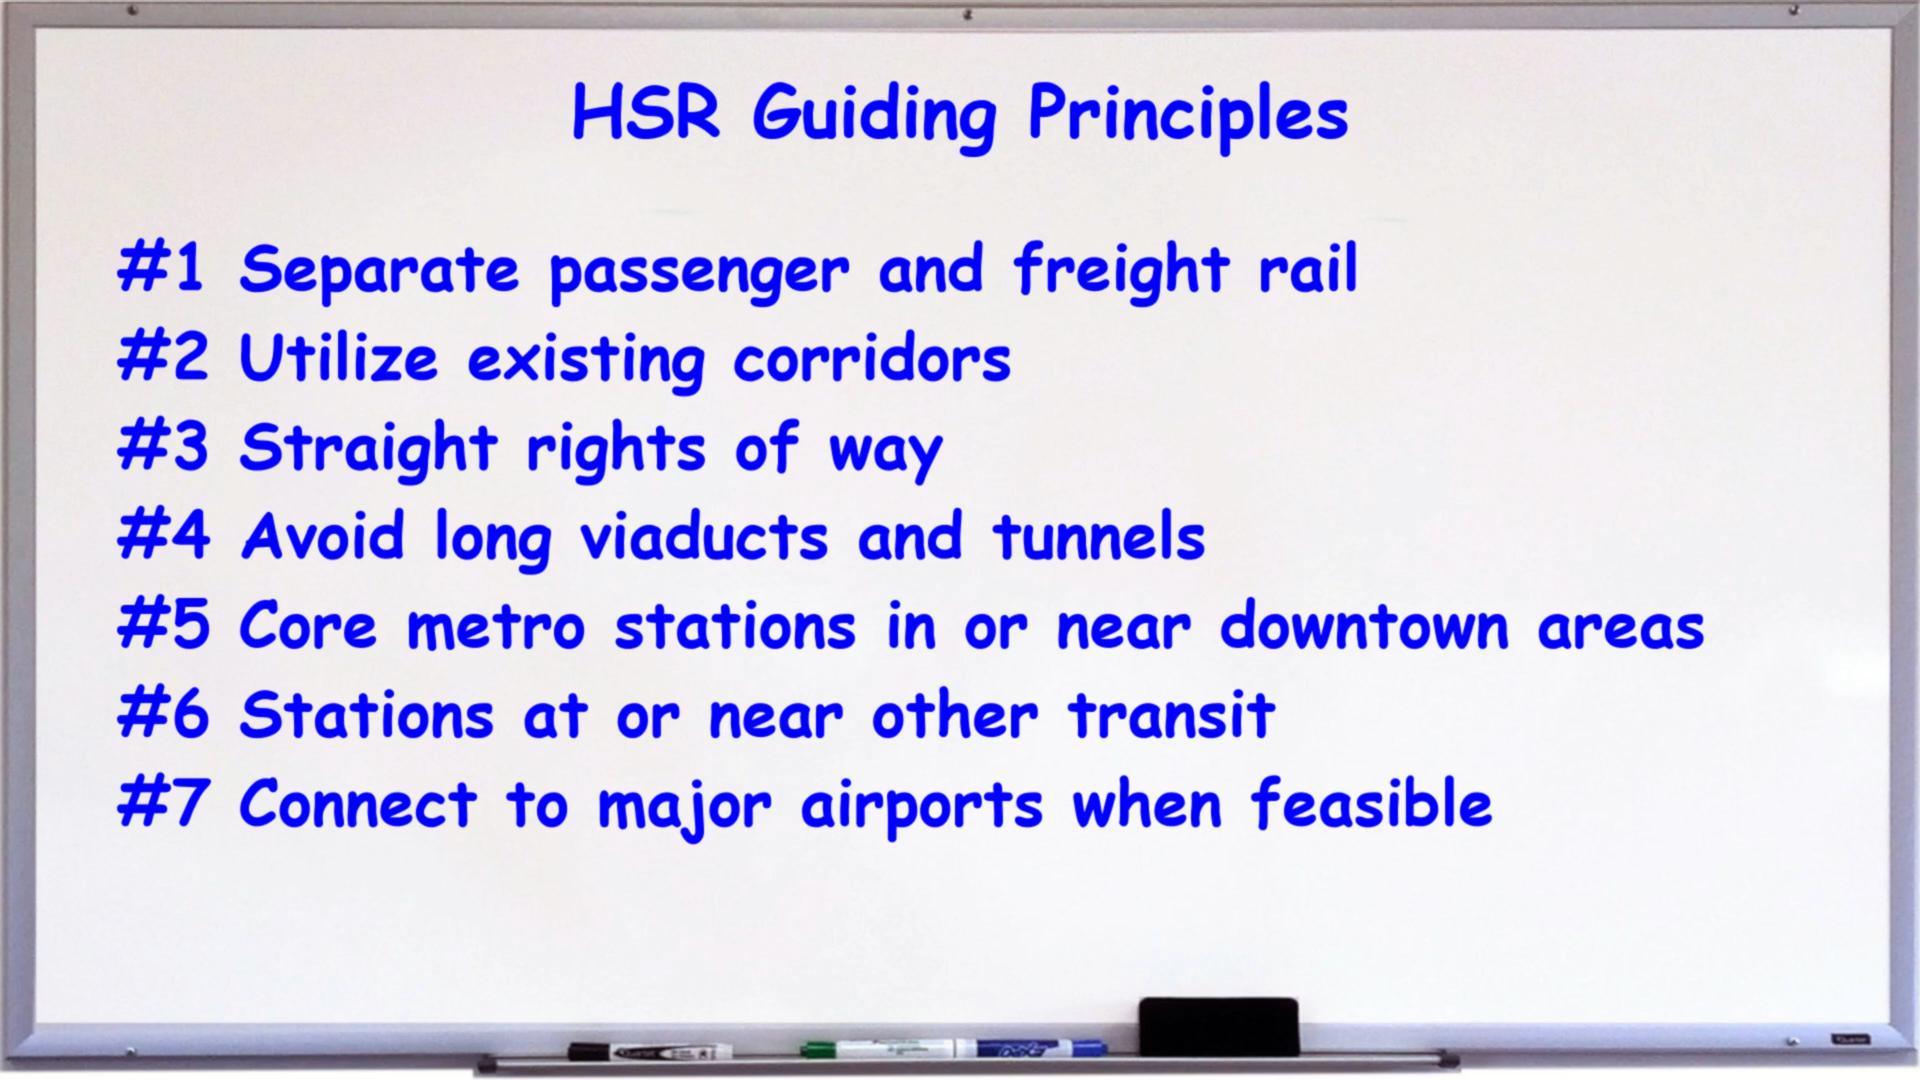 HSR Guiding Principles
#1 Separate passenger and freight rail
#2 Utilize existing corridors
#3 Straight rights of way
#4 Avoid long viaducts and tunnels
#5 Core metro stations in or near downtown areas
#6 Stations at or near other transit
#7 Connect to major airports when feasible
Quartet